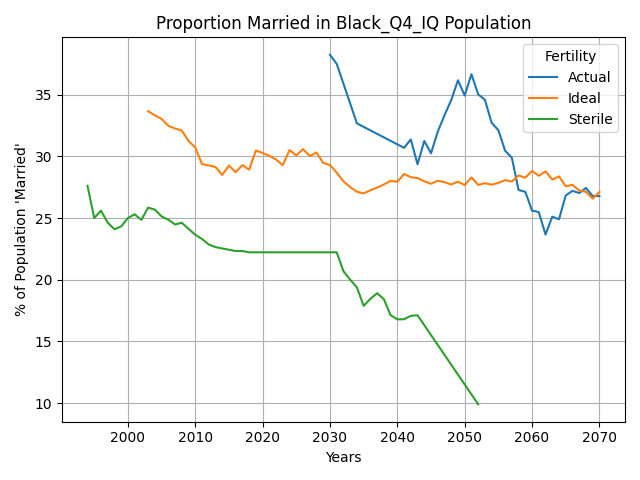 Proportion Married in Black_Q4_IQ Population
% of Population 'Married'
35
30
25
20
15
10
Fertility
Actual
Ideal
Sterile
2000 2010 2020 2030 2040 2050 2060 2070
Years